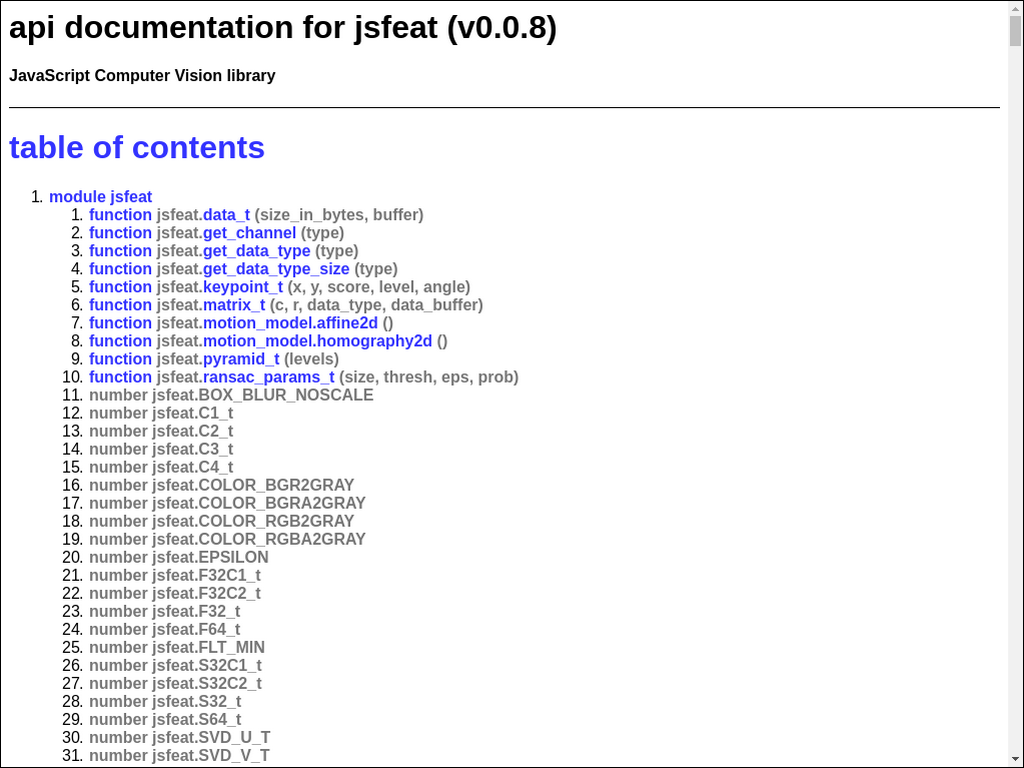 api documentation for jsfeat (v0.0.8)
JavaScript Computer Vision library
table of contents
1. module jsfeat
1. function jsfeat.data_t (size_in_bytes, buffer)
2. function jsfeat.get_channel (type)
3. function jsfeat.get_data_type (type)
4. function jsfeat.get_data_type_size (type)
5. function jsfeat.keypoint_t (x, y, score, level, angle)
6. function jsfeat.matrix_t (c, r, data_type, data_buffer)
7. function jsfeat.motion_model.affine2d ()
8. function jsfeat.motion_model.homography2d ()
9. function jsfeat.pyramid_t (levels)
10. function jsfeat.ransac_params_t (size, thresh, eps, prob)
11. number jsfeat.BOX_BLUR_NOSCALE
12. number jsfeat.C1_t
13. number jsfeat.C2_t
14. number jsfeat.C3_t
15. number jsfeat.C4_t
16. number jsfeat.COLOR_BGR2GRAY
17. number jsfeat.COLOR_BGRA2GRAY
18. number jsfeat.COLOR_RGB2GRAY
19. number jsfeat.COLOR_RGBA2GRAY
20. number jsfeat.EPSILON
21. number jsfeat.F32C1_t
22. number jsfeat.F32C2_t
23. number jsfeat.F32_t
24. number jsfeat.F64_t
25. number jsfeat.FLT_MIN
26. number jsfeat.S32C1_t
27. number jsfeat.S32C2_t
28. number jsfeat.S32_t
29. number jsfeat.S64_t
30. number jsfeat.SVD_U_T
31. number jsfeat.SVD_V_T